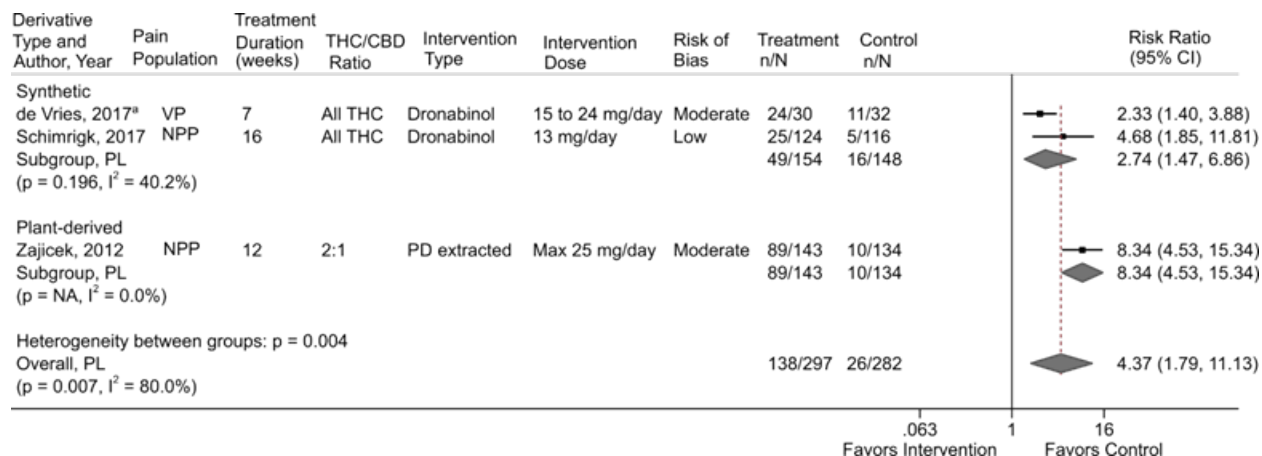 Derivative Type and Author, Year Pain Population Treatment Duration (weeks) THC/CBD Ratio Intervention Type Intervention Dose Risk of Bias Treatment n/N Control n/N Risk Ratio (95% CI)
Synthetic
de Vries, 2017ª VP 7 All THC Dronabinol 15 to 24 mg/day Moderate 24/30 11/32 2.33 (1.40, 3.88)
Schimrigk, 2017 NPP 16 All THC Dronabinol 13 mg/day Low 25/124 5/116 4.68 (1.85, 11.81)
Subgroup, PL 49/154 16/148 2.74 (1.47, 6.86)
(p = 0.196, I² = 40.2%)
Plant-derived
Zajicek, 2012 NPP 12 2:1 PD extracted Max 25 mg/day Moderate 89/143 10/134 8.34 (4.53, 15.34)
Subgroup, PL 89/143 10/134 8.34 (4.53, 15.34)
(p = NA, I² = 0.0%)
Heterogeneity between groups: p = 0.004
Overall, PL 138/297 26/282 4.37 (1.79, 11.13)
(p = 0.007, I² = 80.0%)
.063 1 16
Favors Intervention Favors Control